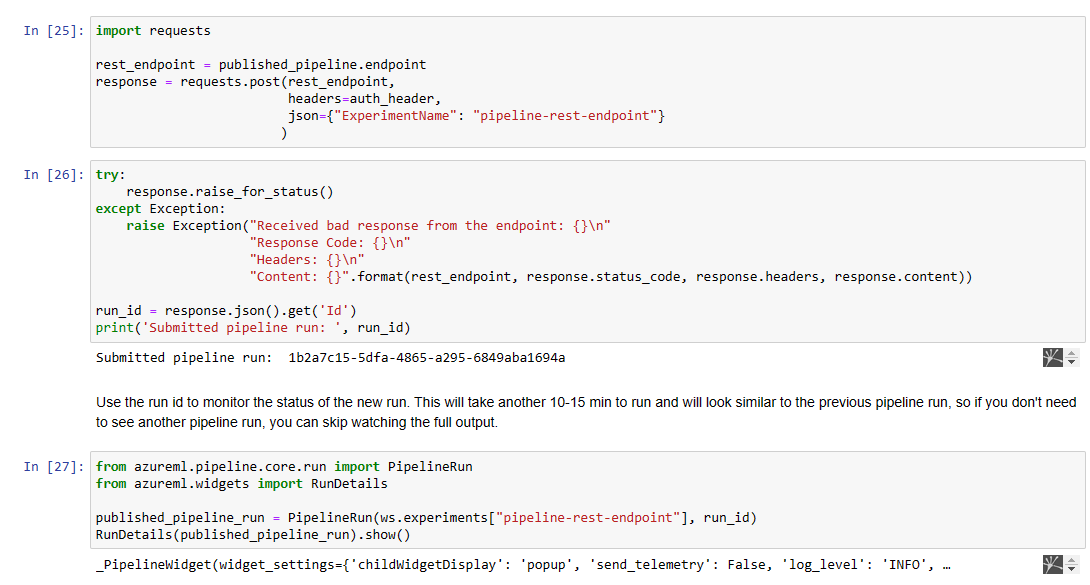 In [25]: import requests
rest_endpoint = published_pipeline.endpoint
response = requests.post(rest_endpoint,
headers=auth_header,
json={"ExperimentName": "pipeline-rest-endpoint"}
)
In [26]: try:
response.raise_for_status()
except Exception:
raise Exception("Received bad response from the endpoint: {}\n"
"Response Code: {}\n"
"Headers: {}\n"
"Content: {}".format(rest_endpoint, response.status_code, response.headers, response.content))
run_id = response.json().get('Id')
print('Submitted pipeline run: ', run_id)
Submitted pipeline run:  1b2a7c15-5dfa-4865-a295-6849aba1694a
Use the run id to monitor the status of the new run. This will take another 10-15 min to run and will look similar to the previous pipeline run, so if you don't need
to see another pipeline run, you can skip watching the full output.
In [27]: from azureml.pipeline.core.run import PipelineRun
from azureml.widgets import RunDetails
published_pipeline_run = PipelineRun(ws.experiments["pipeline-rest-endpoint"], run_id)
RunDetails(published_pipeline_run).show()
_PipelineWidget(widget_settings={'childWidgetDisplay': 'popup', 'send_telemetry': False, 'log_level': 'INFO', …